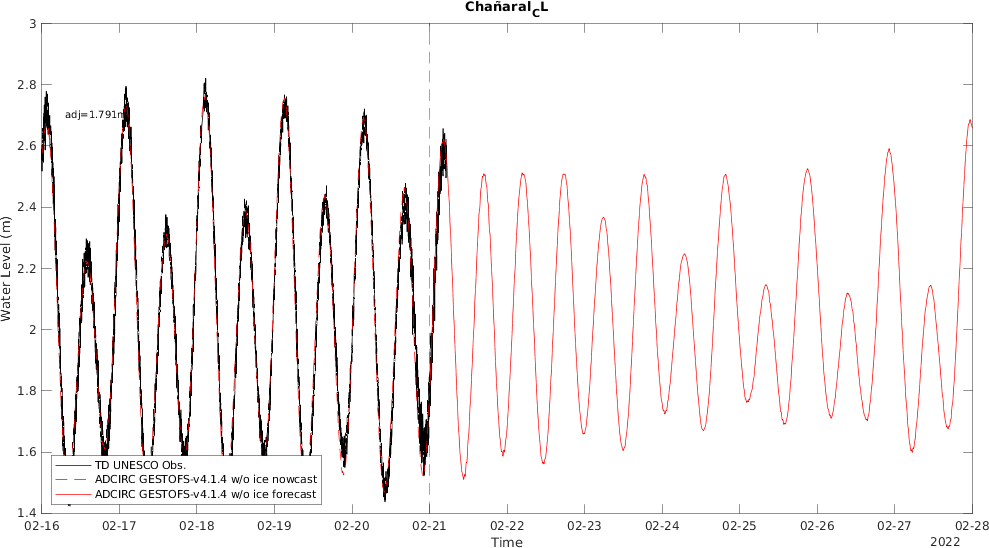 Chañaral_CL
3
2.8
2.6
2.4
2.2
2
1.8
1.6
1.4
Water Level (m)
adj=1.791m
TD UNESCO Obs.
ADCIRC GESTOFS-v4.1.4 w/o ice nowcast
ADCIRC GESTOFS-v4.1.4 w/o ice forecast
02-16 02-17 02-18 02-19 02-20 02-21 02-22 02-23 02-24 02-25 02-26 02-27 02-28
Time
2022